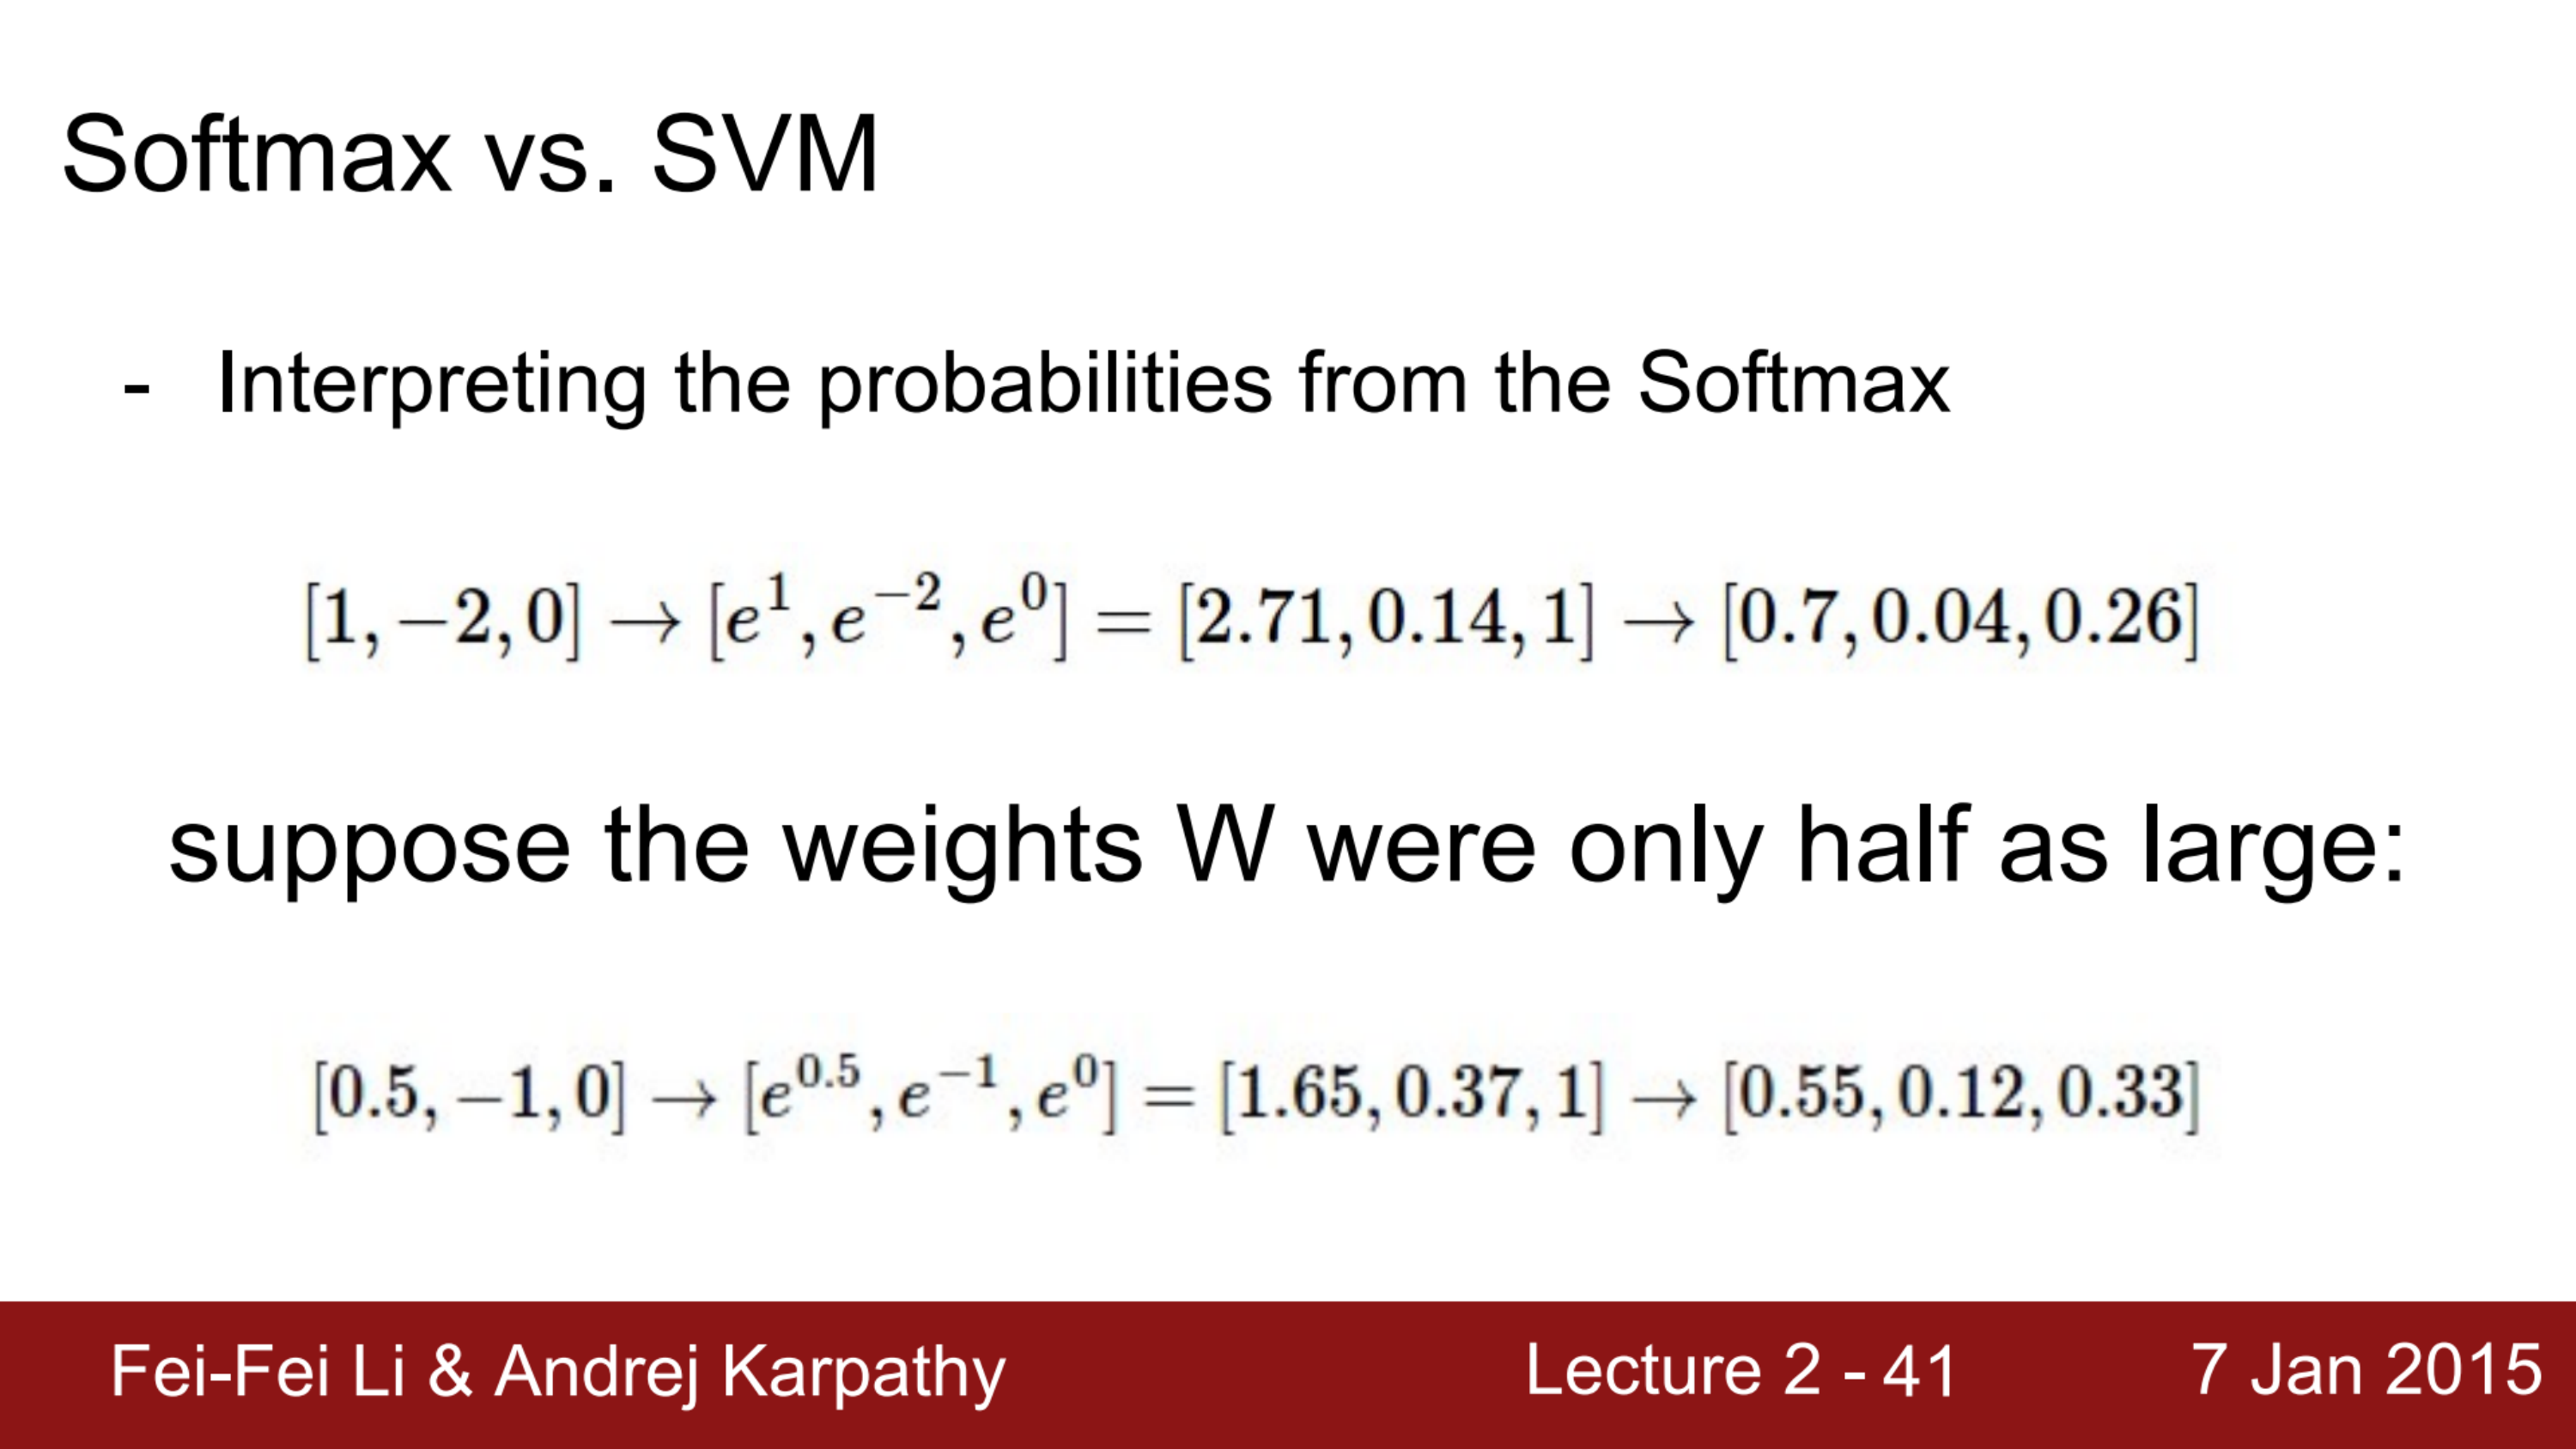 Softmax vs. SVM
- Interpreting the probabilities from the Softmax
[1, −2, 0] → [e^1, e^−2, e^0] = [2.71, 0.14, 1] → [0.7, 0.04, 0.26]
suppose the weights W were only half as large:
[0.5, −1, 0] → [e^0.5, e^−1, e^0] = [1.65, 0.37, 1] → [0.55, 0.12, 0.33]
Fei-Fei Li & Andrej Karpathy Lecture 2 - 41 7 Jan 2015